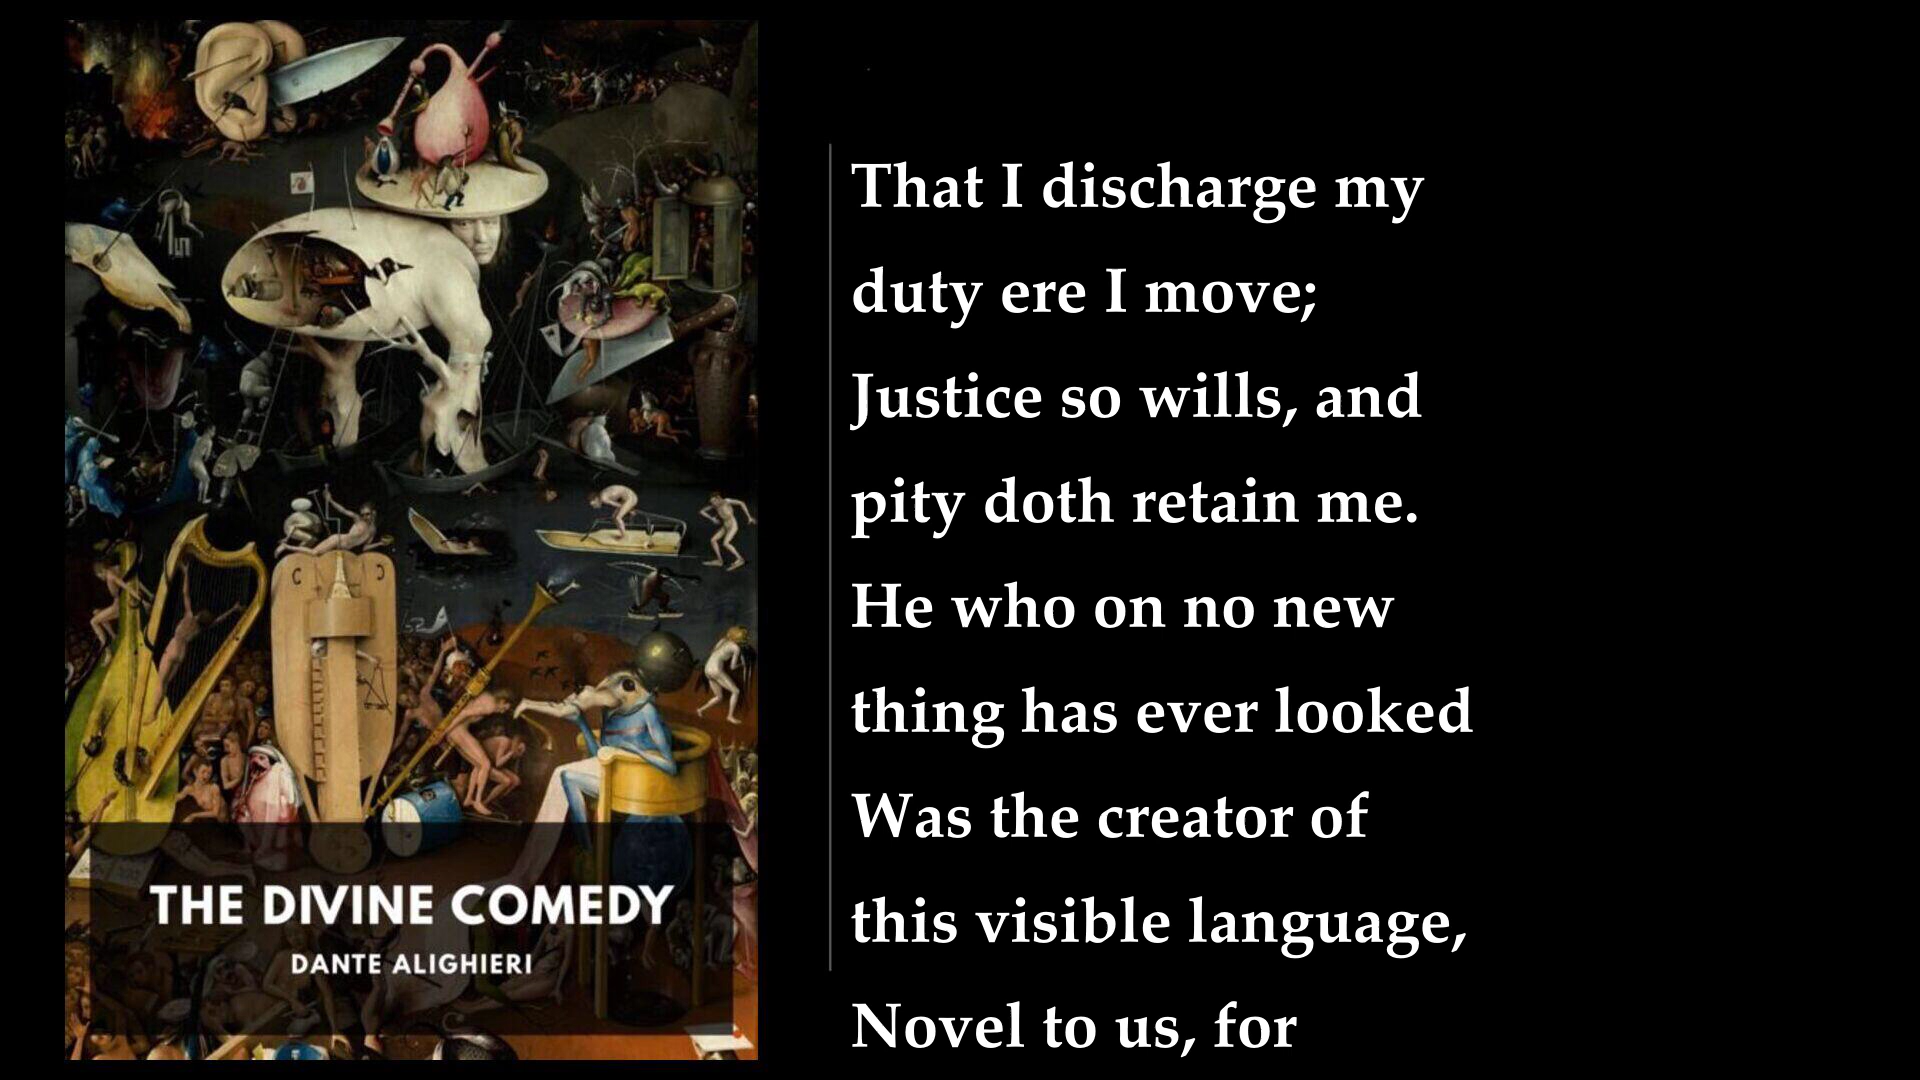 THE DIVINE COMEDY
DANTE ALIGHIERI
That I discharge my
duty ere I move;
Justice so wills, and
pity doth retain me.
He who on no new
thing has ever looked
Was the creator of
this visible language,
Novel to us, for